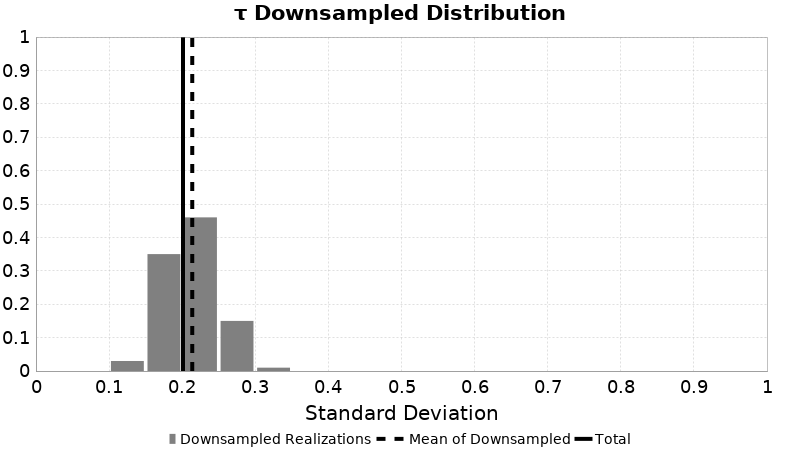 τ Downsampled Distribution
1
0.9
0.8
0.7
0.6
0.5
0.4
0.3
0.2
0.1
0
0 0.1 0.2 0.3 0.4 0.5 0.6 0.7 0.8 0.9 1
Standard Deviation
Downsampled Realizations Mean of Downsampled Total